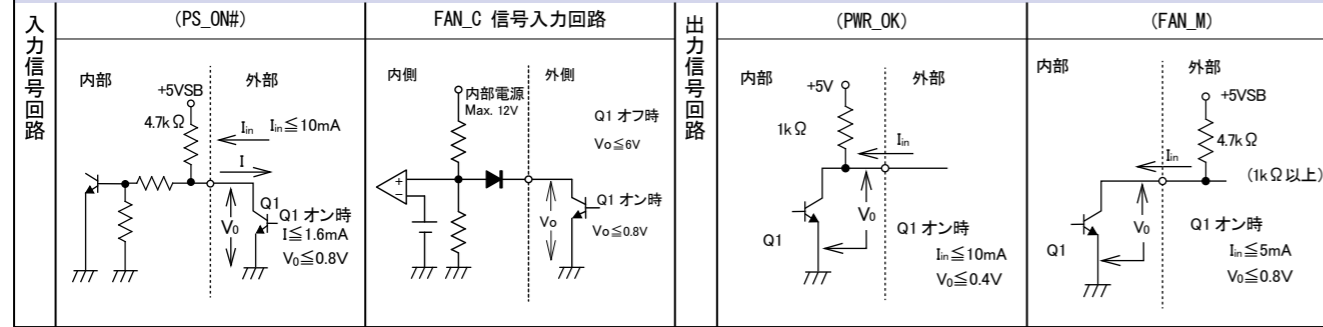 入力信号回路
(PS_ON#)
内部
外部
+5VSB
4.7kΩ
Iin
Iin≦10mA
I
V0
Q1
Q1 オン時
I≦1.6mA
V0≦0.8V
FAN_C 信号入力回路
内側
外側
内部電源
Max. 12V
Q1 オフ時
Vo≦6V
+
−
Vo
Q1 オン時
Vo≦0.8V
出力信号回路
(PWR_OK)
内部
外部
+5V
1kΩ
Iin
V0
Q1
Q1 オン時
Iin≦10mA
V0≦0.4V
(FAN_M)
内部
外部
+5VSB
4.7kΩ
(1kΩ以上)
Iin
V0
Q1
Q1 オン時
Iin≦5mA
V0≦0.8V